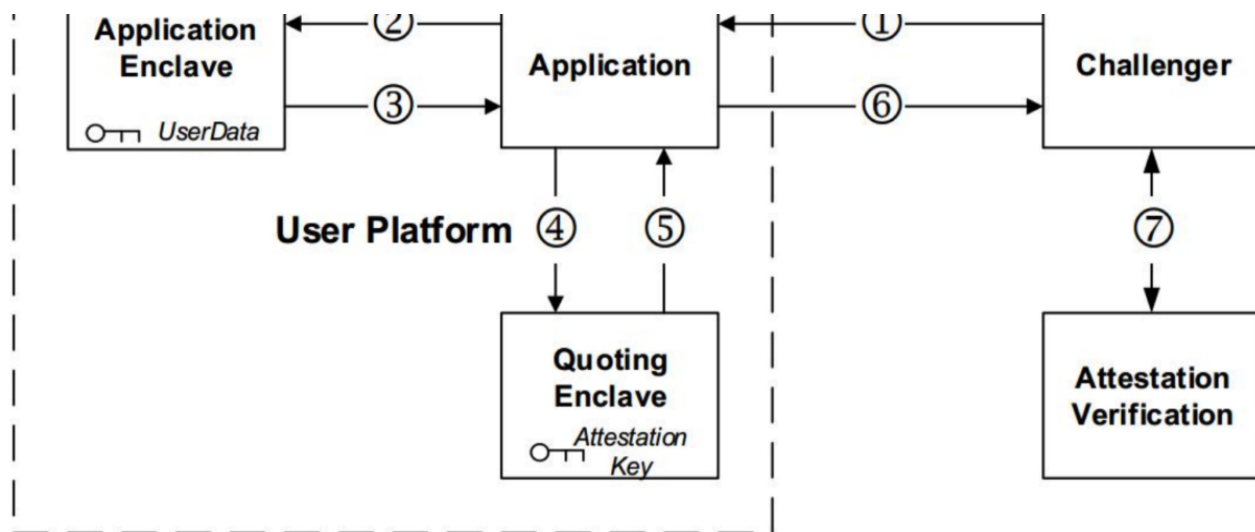 ②
①
Application
Enclave
Application
Challenger
③
⑥
UserData
User Platform
④
⑤
⑦
Quoting
Enclave
Attestation
Key
Attestation
Verification